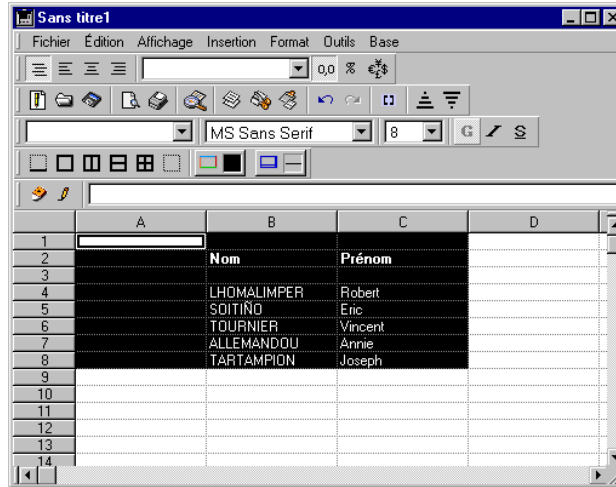 Sans titre1
Fichier Édition Affichage Insertion Format Outils Base
0,0 % €¥$
MS Sans Serif 8 G I S
A B C D
1
2 Nom Prénom
3
4 LHOMALIMPER Robert
5 SOITIÑO Eric
6 TOURNIER Vincent
7 ALLEMANDOU Annie
8 TARTAMPION Joseph
9
10
11
12
13
14